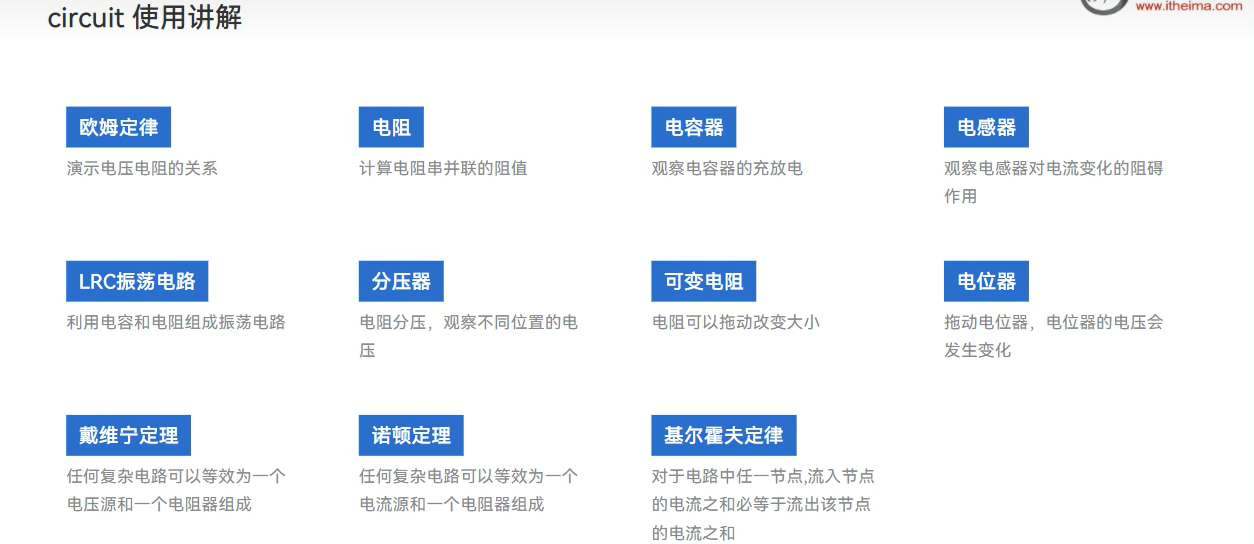 circuit 使用讲解
www.itheima.com
欧姆定律
演示电压电阻的关系
电阻
计算电阻串并联的阻值
电容器
观察电容器的充放电
电感器
观察电感器对电流变化的阻碍
作用
LRC振荡电路
利用电容和电阻组成振荡电路
分压器
电阻分压，观察不同位置的电
压
可变电阻
电阻可以拖动改变大小
电位器
拖动电位器，电位器的电压会
发生变化
戴维宁定理
任何复杂电路可以等效为一个
电压源和一个电阻器组成
诺顿定理
任何复杂电路可以等效为一个
电流源和一个电阻器组成
基尔霍夫定律
对于电路中任一节点,流入节点
的电流之和必等于流出该节点
的电流之和